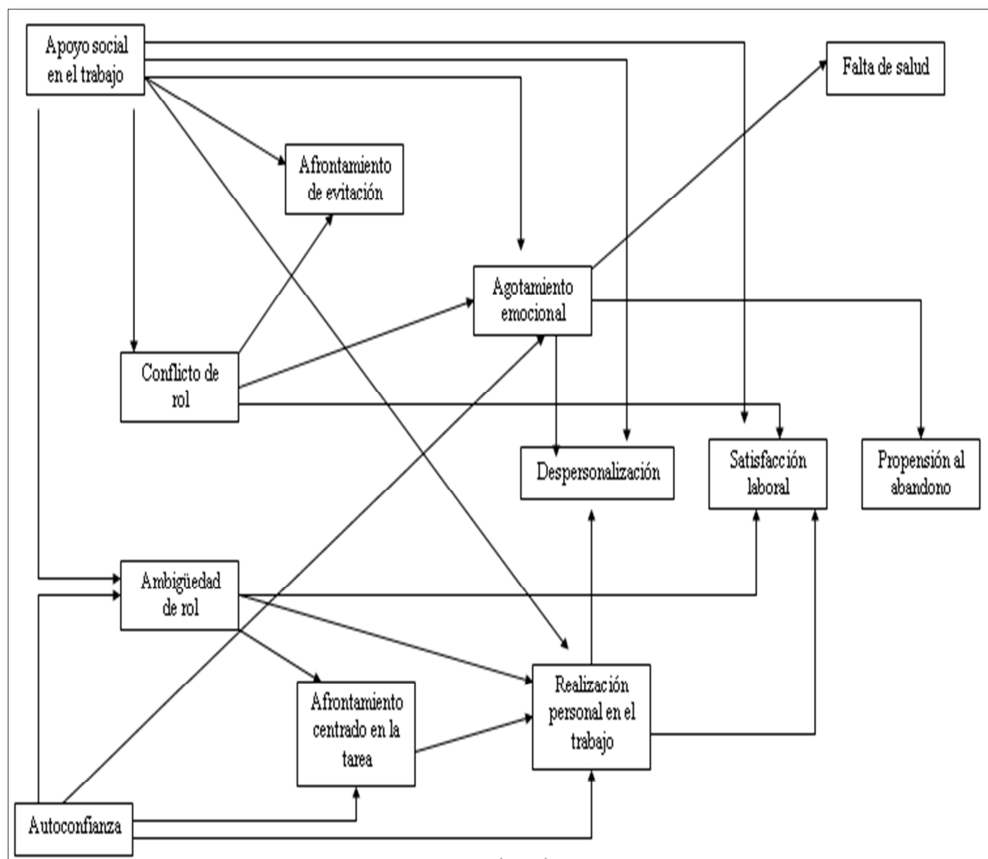 Apoyo social
en el trabajo
Falta de salud
Afrontamiento
de evitación
Agotamiento
emocional
Conflicto de
rol
Despersonalización
Satisfacción
laboral
Propensión al
abandono
Ambigüedad
de rol
Afrontamiento
centrado en la
tarea
Realización
personal en el
trabajo
Autoconfianza